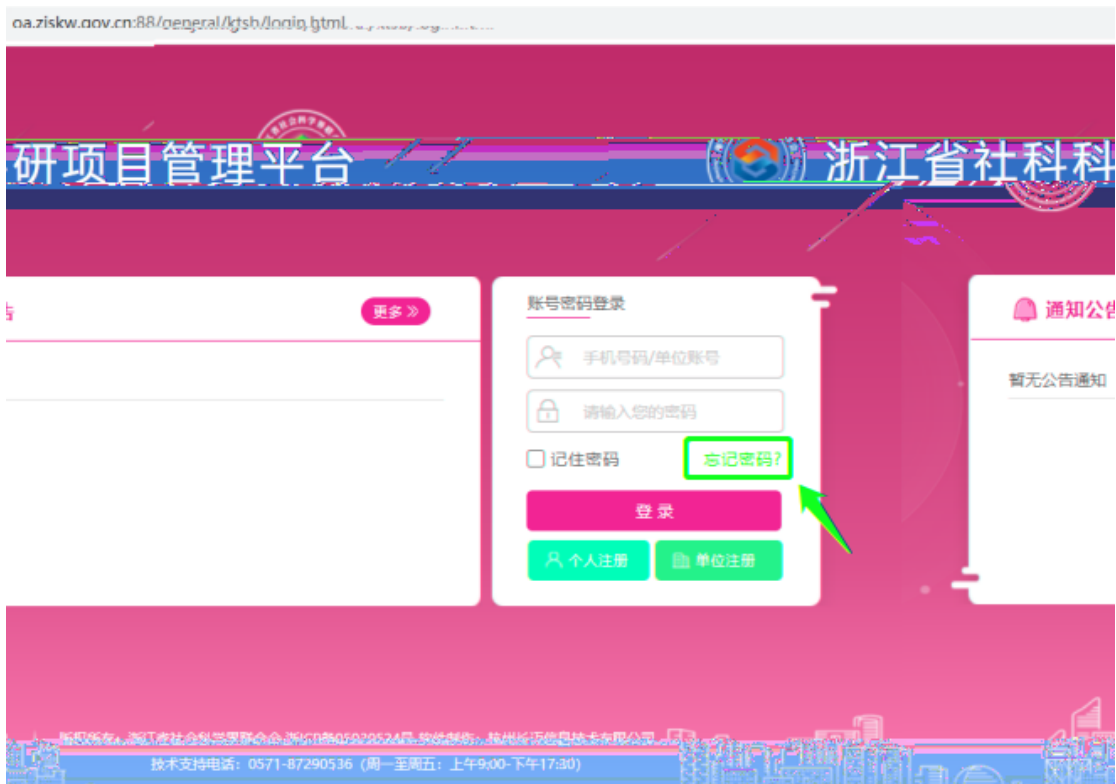 oa.zjskw.gov.cn:88/general/ktsb/login.html
研项目管理平台
浙江省社科科
告
更多
账号密码登录
手机号码/单位账号
请输入您的密码
记住密码
忘记密码?
登录
个人注册
单位注册
通知公告
暂无公告通知
技术支持电话：0571-87290536（周一至周五：上午9:00-下午17:30）